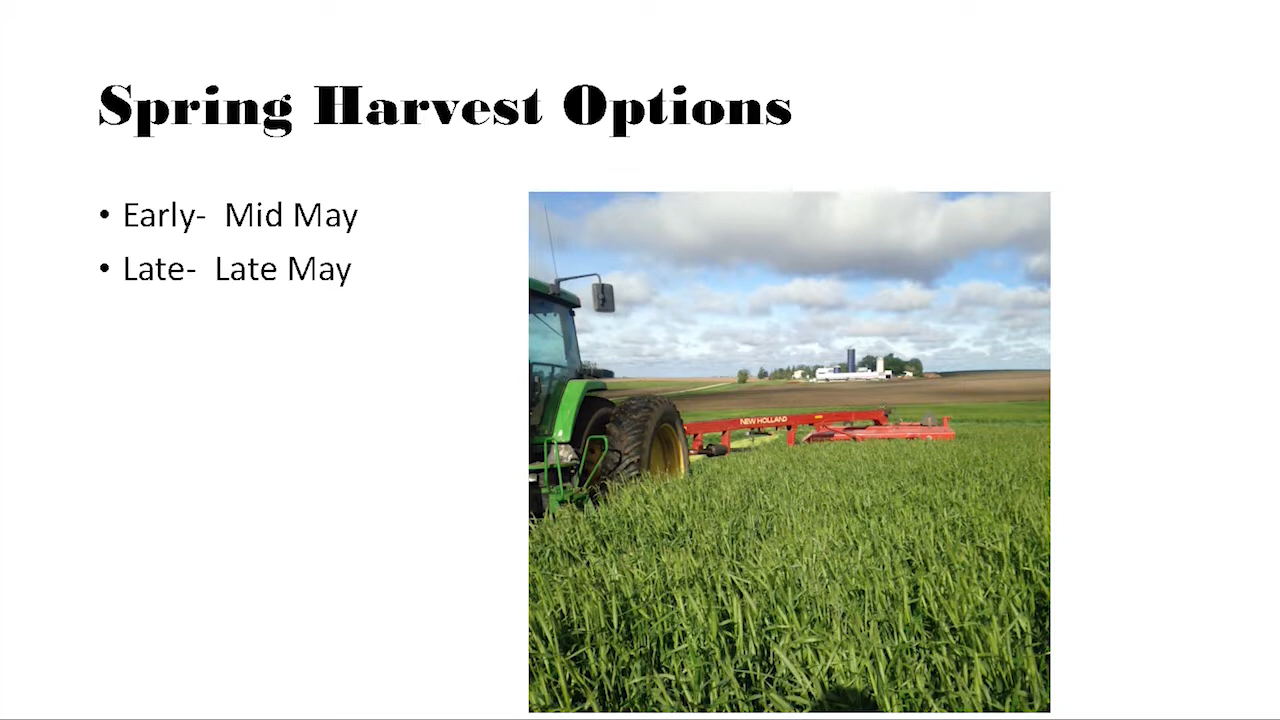 Spring Harvest Options
• Early-  Mid May
• Late-  Late May
NEW HOLLAND